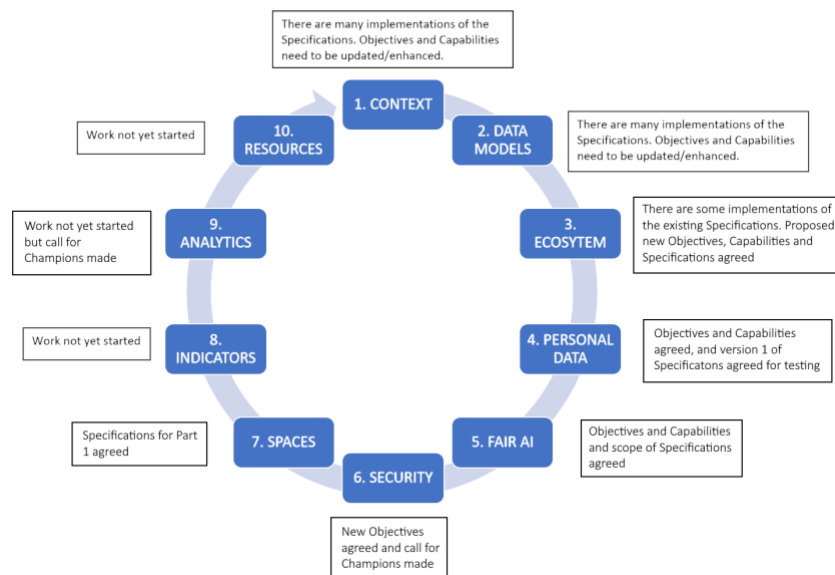 There are many implementations of the
Specifications. Objectives and Capabilities
need to be updated/enhanced.
1. CONTEXT
2. DATA
MODELS
There are many implementations of the
Specifications. Objectives and Capabilities
need to be updated/enhanced.
3.
ECOSYTEM
There are some implementations of
the existing Specifications. Proposed
new Objectives, Capabilities and
Specifications agreed
4. PERSONAL
DATA
Objectives and Capabilities
agreed, and version 1 of
Specificatons agreed for testing
5. FAIR AI
Objectives and Capabilities
and scope of Specifications
agreed
6. SECURITY
New Objectives
agreed and call for
Champions made
7. SPACES
Specifications for Part
1 agreed
8.
INDICATORS
Work not yet started
9.
ANALYTICS
Work not yet started
but call for
Champions made
10.
RESOURCES
Work not yet started